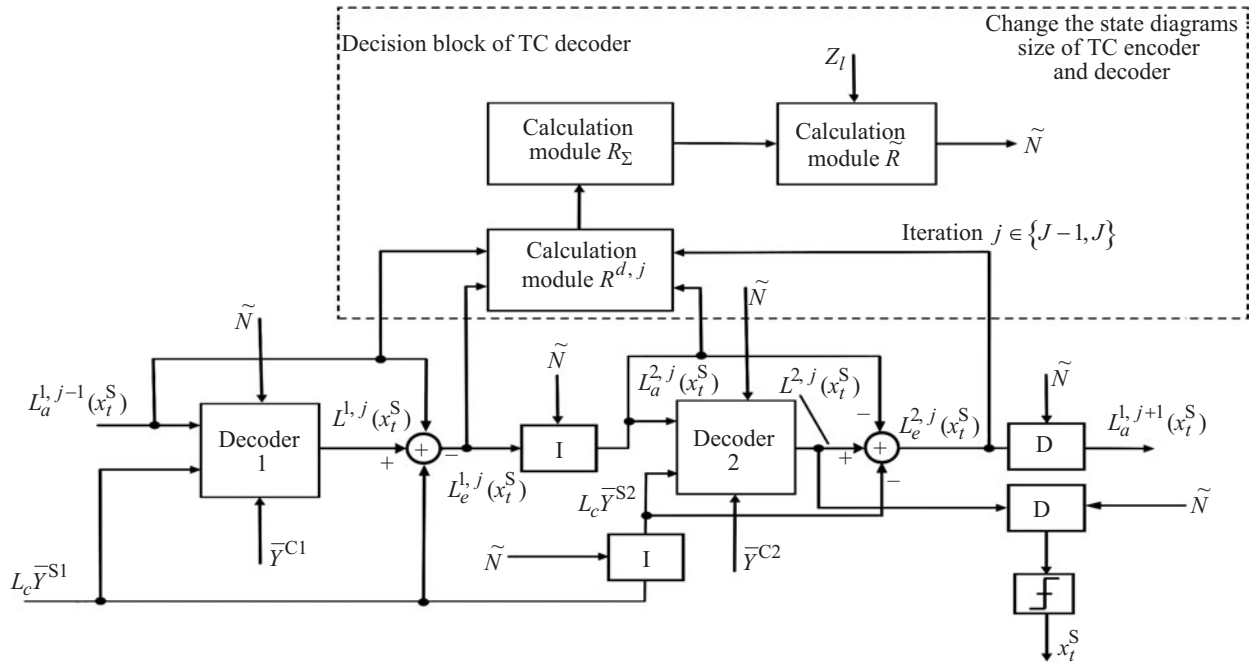 Decision block of TC decoder
Change the state diagrams
size of TC encoder
and decoder
Z_l
Calculation
module R_Σ
Calculation
module R̃
Ñ
Calculation
module R^{d, j}
Iteration j ∈ {J − 1, J}
Ñ
Ñ
Ñ
Ñ
L_a^{1, j−1}(x_t^S)
Decoder
1
L^{1, j}(x_t^S)
+
+
−
L_e^{1, j}(x_t^S)
I
L_a^{2, j}(x_t^S)
Decoder
2
L^{2, j}(x_t^S)
−
+
+
−
L_e^{2, j}(x_t^S)
D
L_a^{1, j+1}(x_t^S)
L_c Y̅^{S2}
D
Ñ
Y̅^{C1}
Ñ
I
Y̅^{C2}
L_c Y̅^{S1}
x_t^S